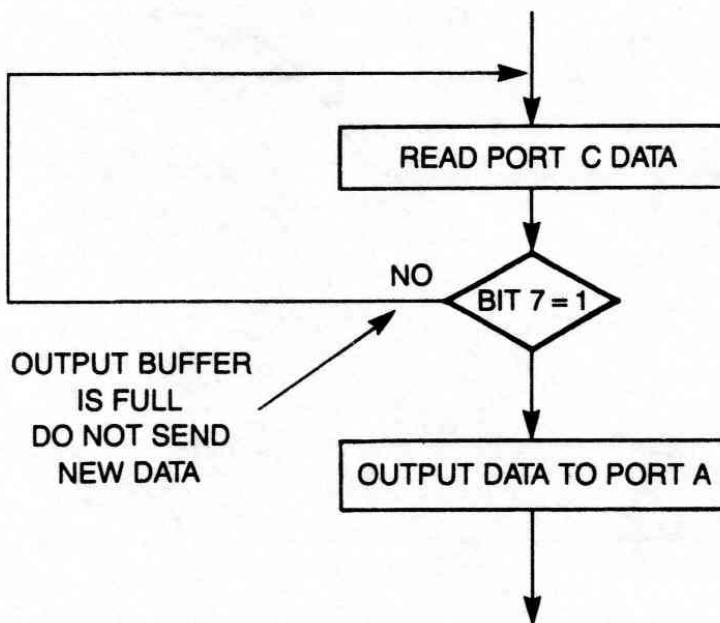 READ PORT C DATA
NO
BIT 7 = 1
OUTPUT BUFFER
IS FULL
DO NOT SEND
NEW DATA
OUTPUT DATA TO PORT A